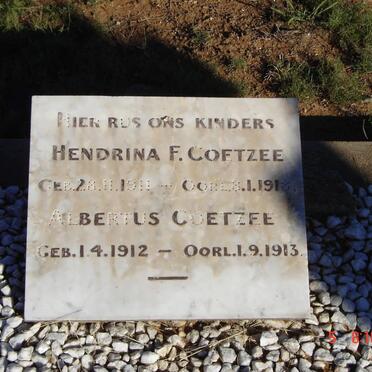 HIER RUS ONS KINDERS
HENDRINA F. COETZEE
GEB. 28.11.1911 — OORL. 8.1.1913
ALBERTUS COETZEE
GEB. 1.4.1912 — OORL. 1.9.1913.